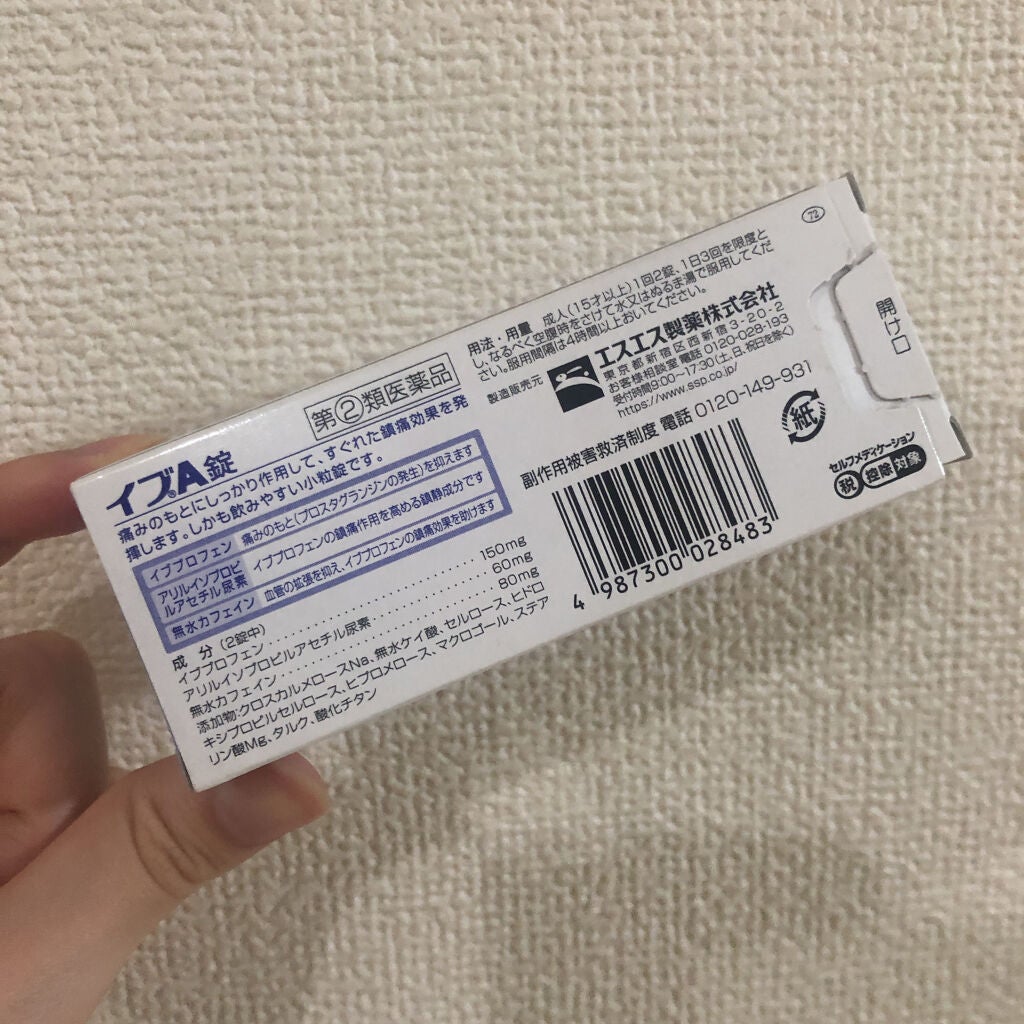 イブA錠
第②類医薬品
痛みのもとにしっかり作用して、すぐれた鎮痛効果を発
揮します。しかも飲みやすい小粒錠です。
イブプロフェン 痛みのもと(プロスタグランジンの発生)を抑えます
アリルイソプロピ
ルアセチル尿素 イブプロフェンの鎮痛作用を高める鎮静成分です
無水カフェイン 血管の拡張を抑え、イブプロフェンの鎮痛効果を助けます
成 分(2錠中)
イブプロフェン……………………150mg
アリルイソプロピルアセチル尿素……60mg
無水カフェイン……………………80mg
添加物:クロスカルメロースNa、無水ケイ酸、セルロース、ヒドロ
キシプロピルセルロース、ヒプロメロース、マクロゴール、ステア
リン酸Mg、タルク、酸化チタン
72
用法・用量 成人(15才以上)1回2錠、1日3回を限度と
し、なるべく空腹時をさけて水又はぬるま湯で服用してくだ
さい。服用間隔は4時間以上おいてください。
製造販売元
エスエス製薬株式会社
東京都新宿区西新宿3-20-2
お客様相談室 電話 0120-028-193
受付時間9:00〜17:30(土、日、祝日を除く)
https://www.ssp.co.jp/
副作用被害救済制度 電話 0120-149-931
4 987300 028483
紙
セルフメディケーション
税 控除 対象
開け口